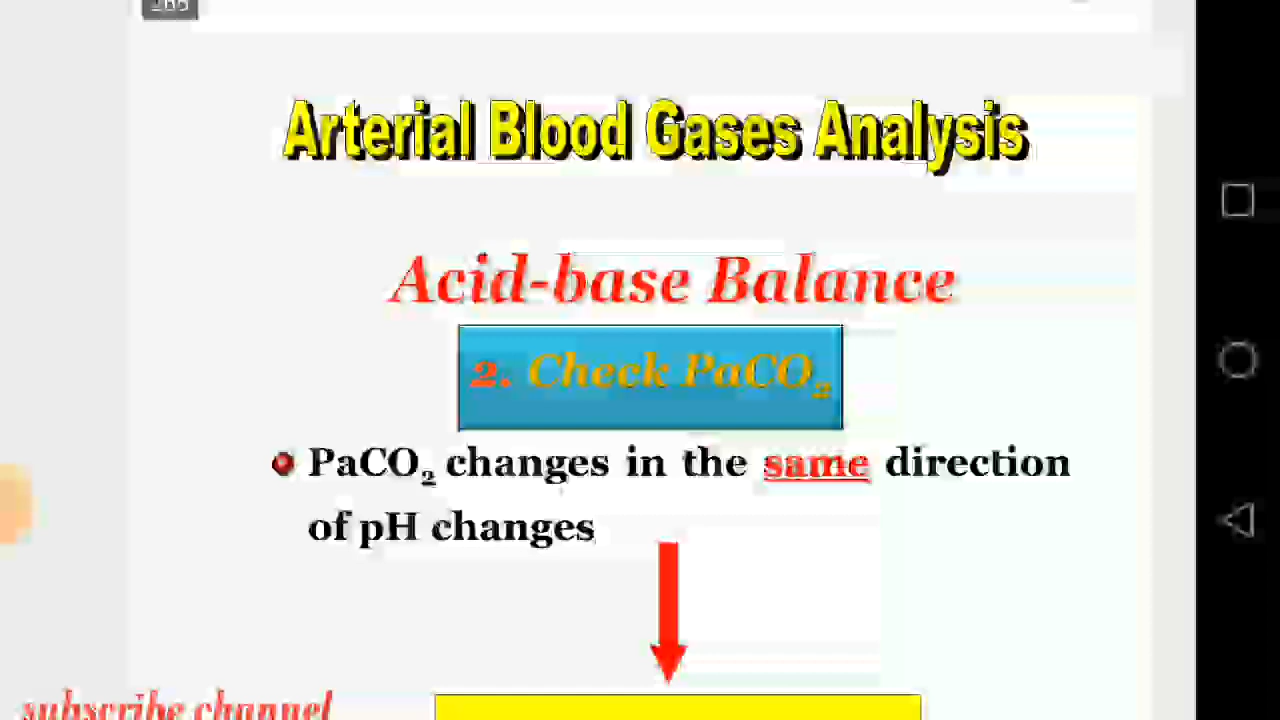 Arterial Blood Gases Analysis
Acid-base Balance
2. Check PaCO₂
PaCO₂ changes in the same direction
of pH changes
subscribe channel